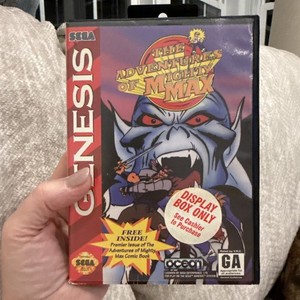 SEGA
GENESIS
THE
ADVENTURES
OF MIGHTY
MAX
DISPLAY
BOX ONLY
See Cashier
to Purchase
FREE
INSIDE!
Premier Issue of The
Adventures of Mighty
Max Comic Book
ocean
GA
SEGA